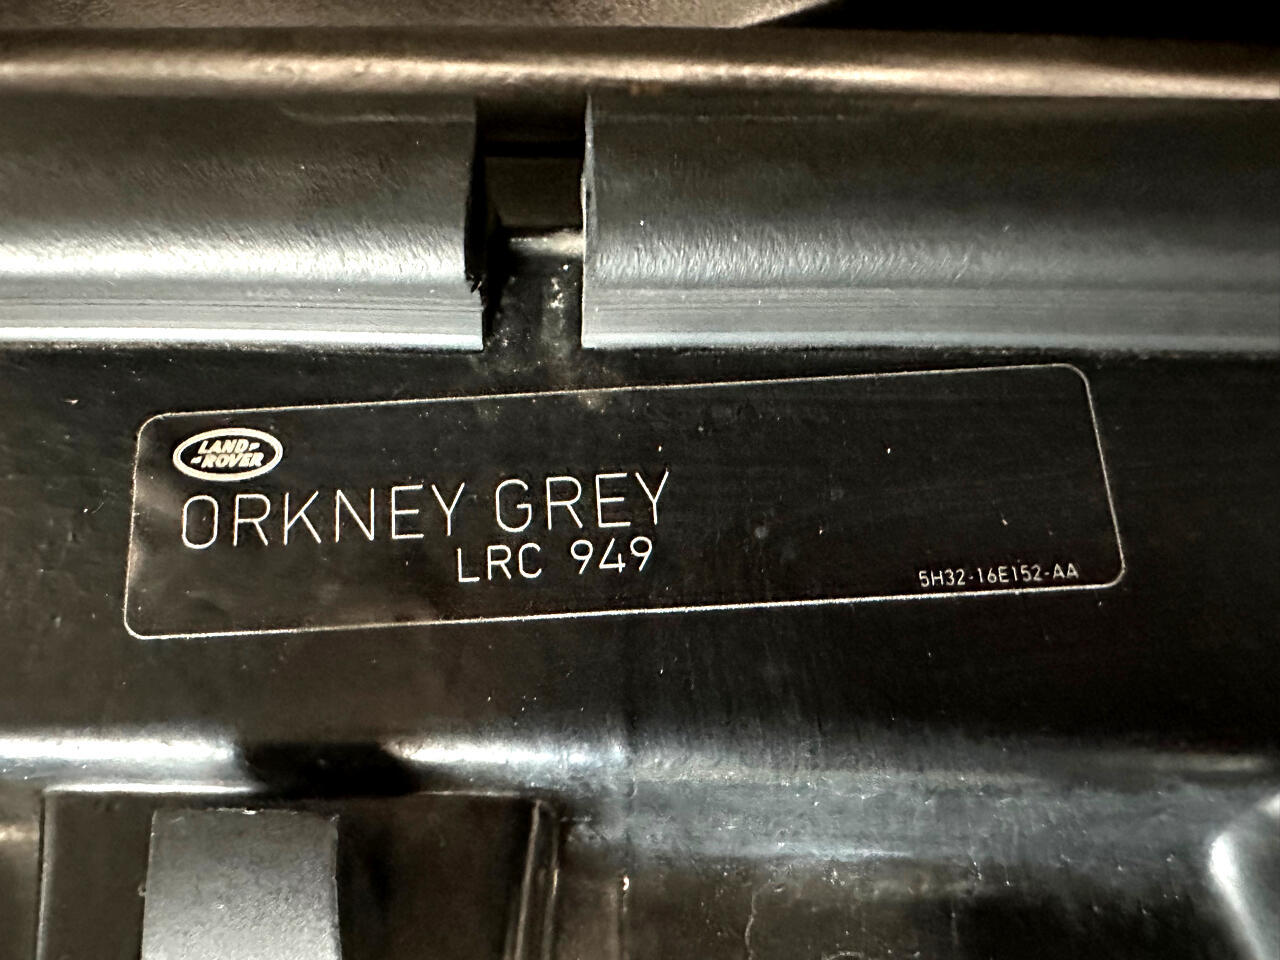 LAND-
-ROVER
ORKNEY GREY
LRC 949
5H32-16E152-AA